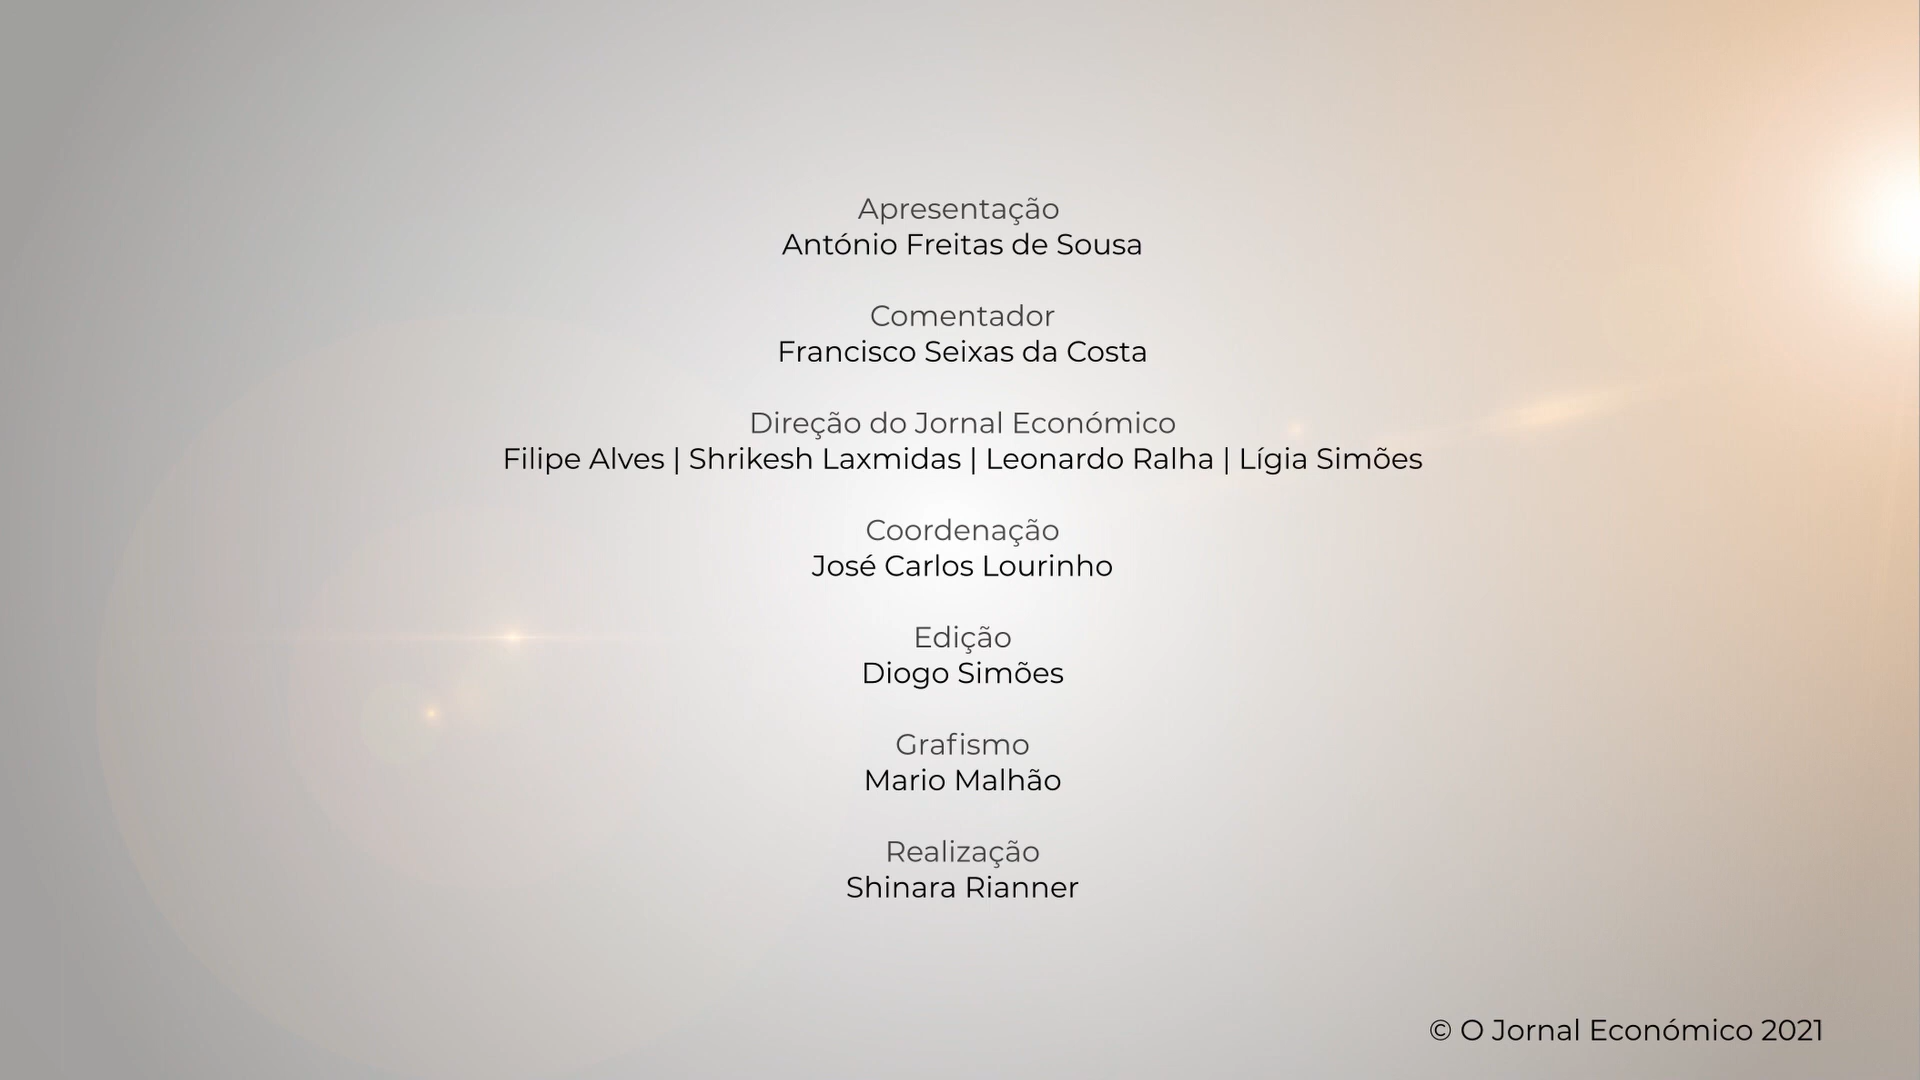 Apresentação
António Freitas de Sousa
Comentador
Francisco Seixas da Costa
Direção do Jornal Económico
Filipe Alves | Shrikesh Laxmidas | Leonardo Ralha | Lígia Simões
Coordenação
José Carlos Lourinho
Edição
Diogo Simões
Grafismo
Mario Malhão
Realização
Shinara Rianner
© O Jornal Económico 2021